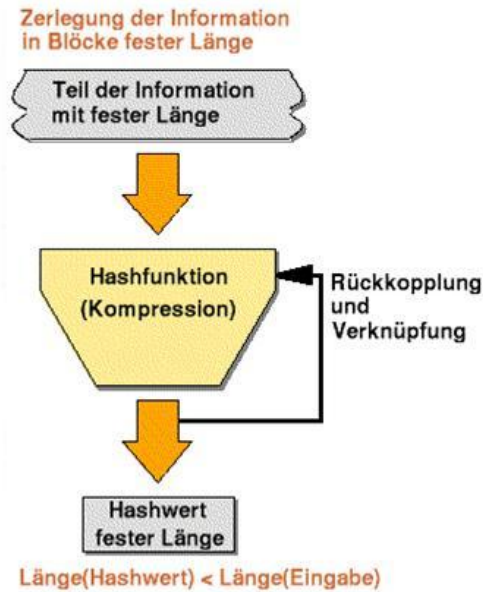 Zerlegung der Information
in Blöcke fester Länge
Teil der Information
mit fester Länge
Hashfunktion
(Kompression)
Rückkopplung
und
Verknüpfung
Hashwert
fester Länge
Länge(Hashwert) < Länge(Eingabe)